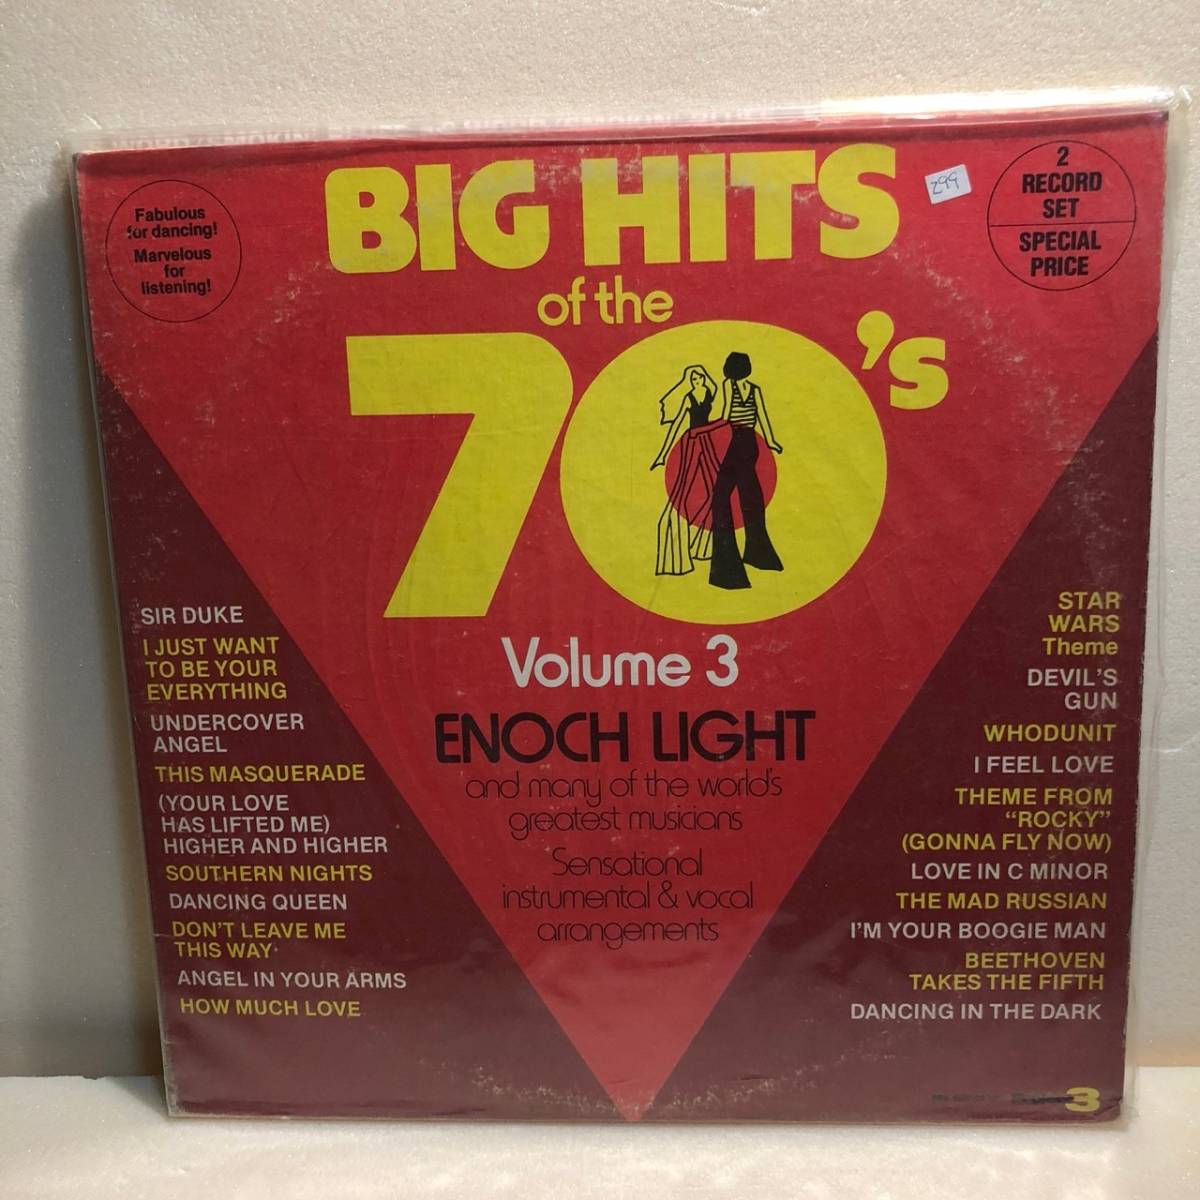 BIG HITS
of the
70's
Volume 3
ENOCH LIGHT
and many of the world's
greatest musicians
Sensational
instrumental & vocal
arrangements
Fabulous
for dancing!
Marvelous
for
listening!
299
2
RECORD
SET
SPECIAL
PRICE
SIR DUKE
I JUST WANT
TO BE YOUR
EVERYTHING
UNDERCOVER
ANGEL
THIS MASQUERADE
(YOUR LOVE
HAS LIFTED ME)
HIGHER AND HIGHER
SOUTHERN NIGHTS
DANCING QUEEN
DON'T LEAVE ME
THIS WAY
ANGEL IN YOUR ARMS
HOW MUCH LOVE
STAR
WARS
Theme
DEVIL'S
GUN
WHODUNIT
I FEEL LOVE
THEME FROM
"ROCKY"
(GONNA FLY NOW)
LOVE IN C MINOR
THE MAD RUSSIAN
I'M YOUR BOOGIE MAN
BEETHOVEN
TAKES THE FIFTH
DANCING IN THE DARK
3